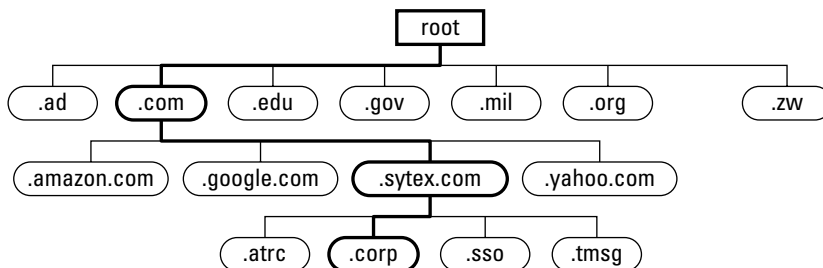 root
.ad .com .edu .gov .mil .org .zw
.amazon.com .google.com .sytex.com .yahoo.com
.atrc .corp .sso .tmsg